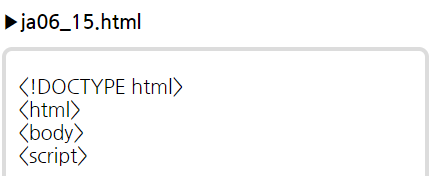 ▶ja06_15.html
<!DOCTYPE html>
<html>
<body>
<script>